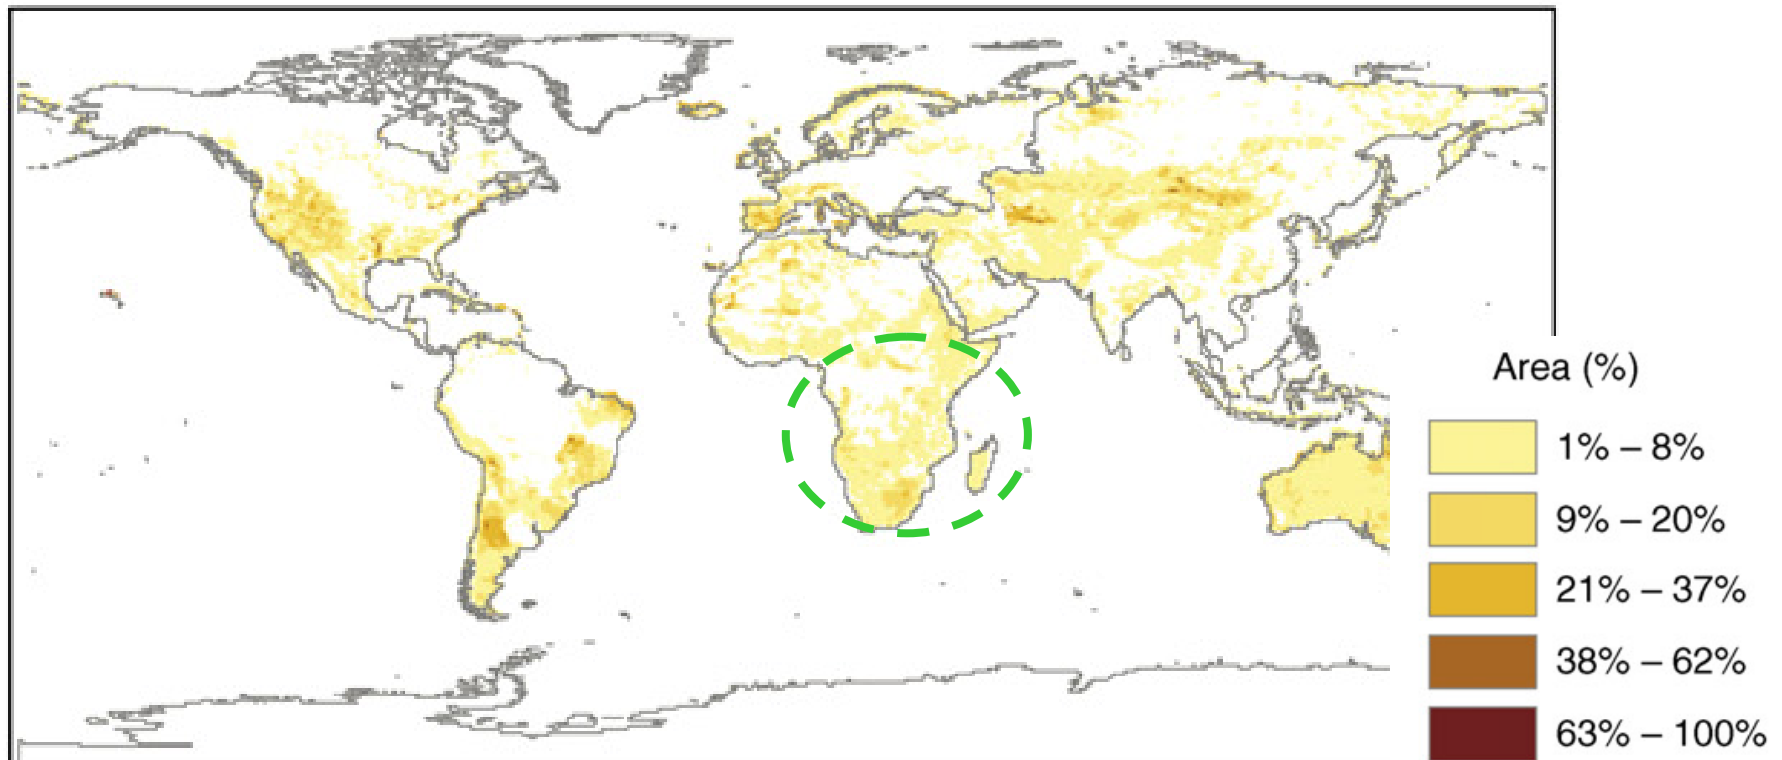 Area (%)
1% – 8%
9% – 20%
21% – 37%
38% – 62%
63% – 100%